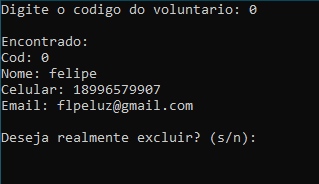 Digite o codigo do voluntario: 0
Encontrado:
Cod: 0
Nome: felipe
Celular: 18996579907
Email: flpeluz@gmail.com
Deseja realmente excluir? (s/n):